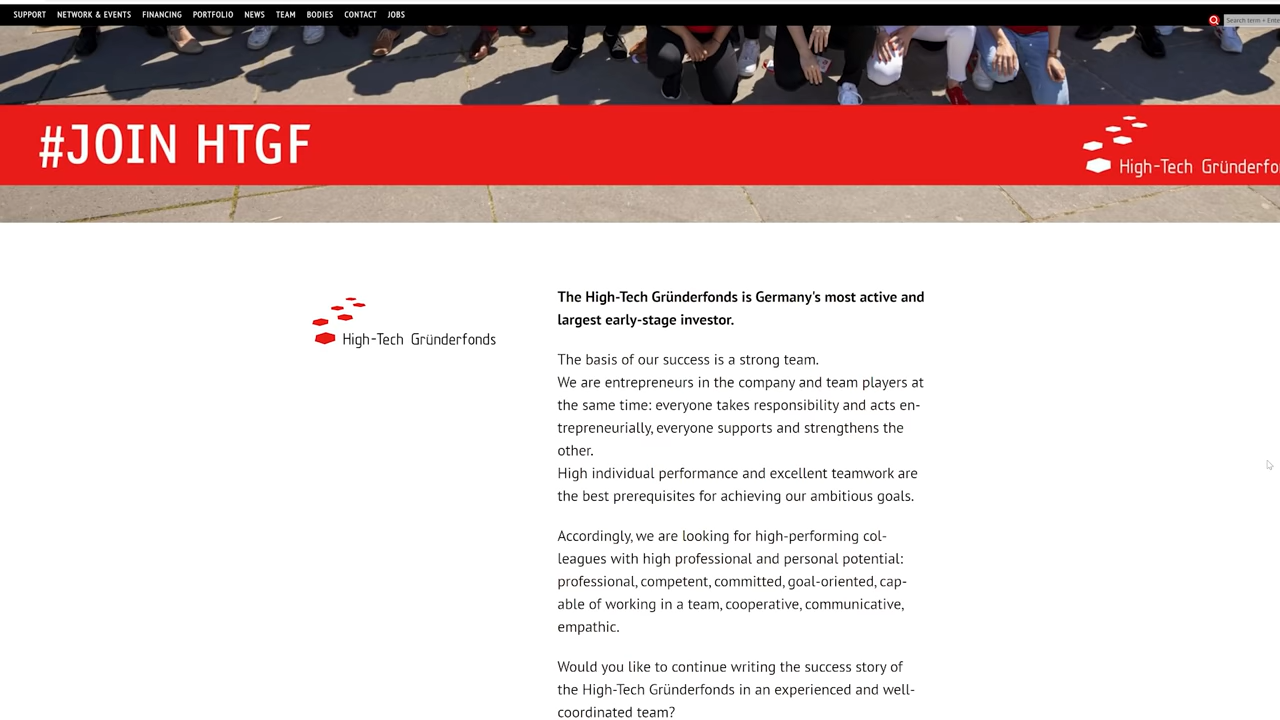 SUPPORT NETWORK & EVENTS FINANCING PORTFOLIO NEWS TEAM BODIES CONTACT JOBS
Search term + Ente
#JOIN HTGF
High-Tech Gründerfo
High-Tech Gründerfonds
The High-Tech Gründerfonds is Germany's most active and
largest early-stage investor.
The basis of our success is a strong team.
We are entrepreneurs in the company and team players at
the same time: everyone takes responsibility and acts en-
trepreneurially, everyone supports and strengthens the
other.
High individual performance and excellent teamwork are
the best prerequisites for achieving our ambitious goals.
Accordingly, we are looking for high-performing col-
leagues with high professional and personal potential:
professional, competent, committed, goal-oriented, cap-
able of working in a team, cooperative, communicative,
empathic.
Would you like to continue writing the success story of
the High-Tech Gründerfonds in an experienced and well-
coordinated team?